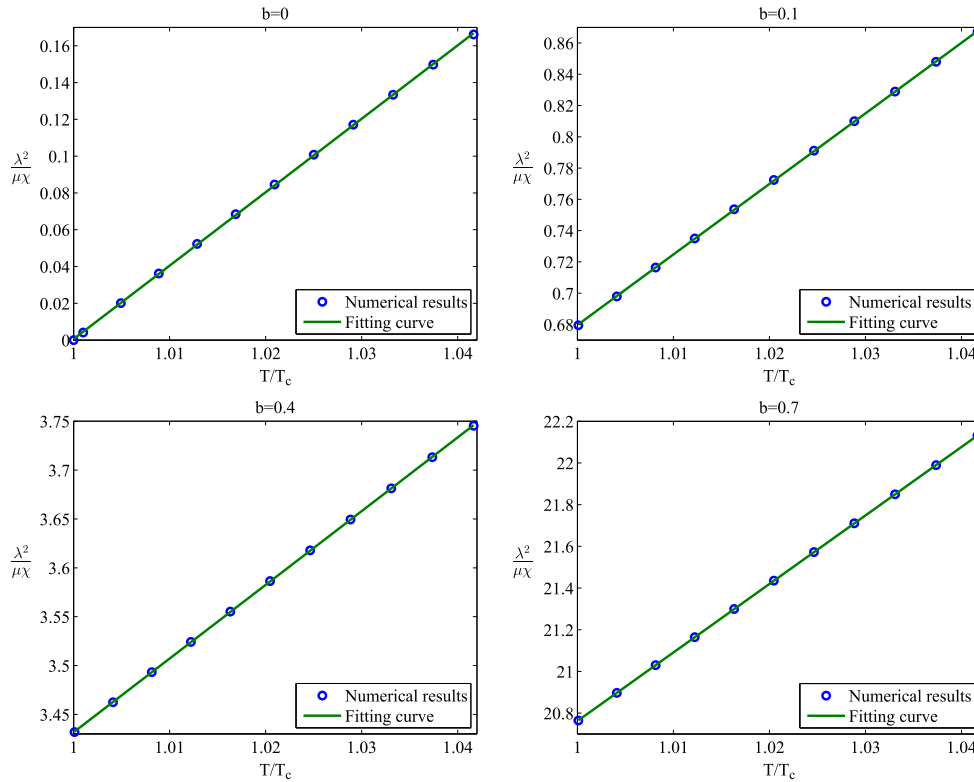 b=0
0.16
0.14
0.12
0.1
0.08
0.06
0.04
0.02
0
λ²/μχ
1 1.01 1.02 1.03 1.04
T/Tc
Numerical results
Fitting curve
b=0.1
0.86
0.84
0.82
0.8
0.78
0.76
0.74
0.72
0.7
0.68
λ²/μχ
1 1.01 1.02 1.03 1.04
T/Tc
Numerical results
Fitting curve
b=0.4
3.75
3.7
3.65
3.6
3.55
3.5
3.45
λ²/μχ
1 1.01 1.02 1.03 1.04
T/Tc
Numerical results
Fitting curve
b=0.7
22.2
22
21.8
21.6
21.4
21.2
21
20.8
λ²/μχ
1 1.01 1.02 1.03 1.04
T/Tc
Numerical results
Fitting curve